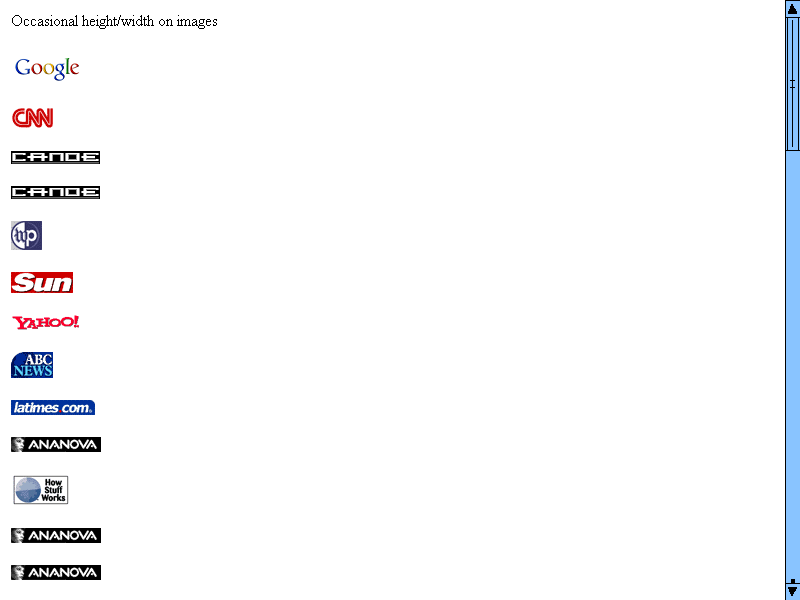 Occasional height/width on images
Google
CNN
CANOE
CANOE
wp
Sun
YAHOO!
ABC
NEWS
latimes.com
ANANOVA
How
Stuff
Works
ANANOVA
ANANOVA